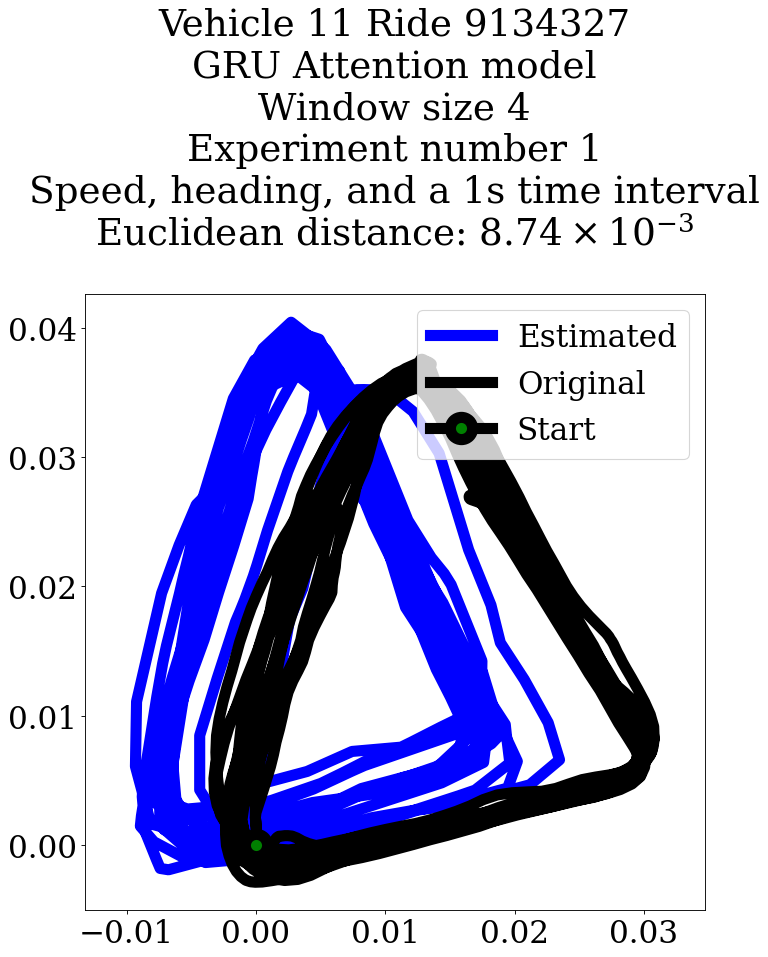 Vehicle 11 Ride 9134327
GRU Attention model
Window size 4
Experiment number 1
Speed, heading, and a 1s time interval
Euclidean distance: 8.74 × 10⁻³
Estimated
Original
Start
0.04
0.03
0.02
0.01
0.00
−0.01 0.00 0.01 0.02 0.03